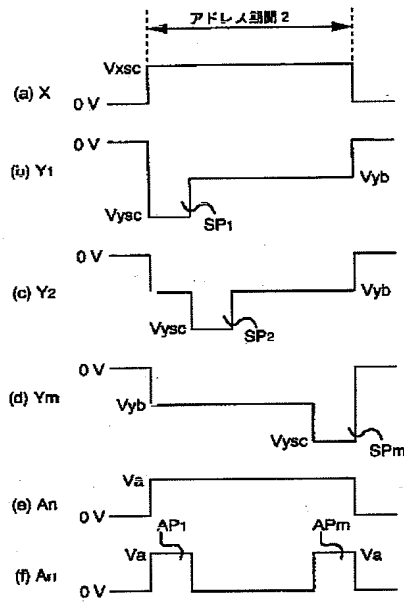 アドレス期間 2
Vxsc
(a) X
0 V
0 V
(b) Y1
Vyb
Vysc
SP1
0 V
(c) Y2
Vyb
Vysc
SP2
0 V
(d) Ym
Vyb
Vysc
SPm
Va
(e) An
0 V
AP1
APm
Va
Va
(f) An
0 V